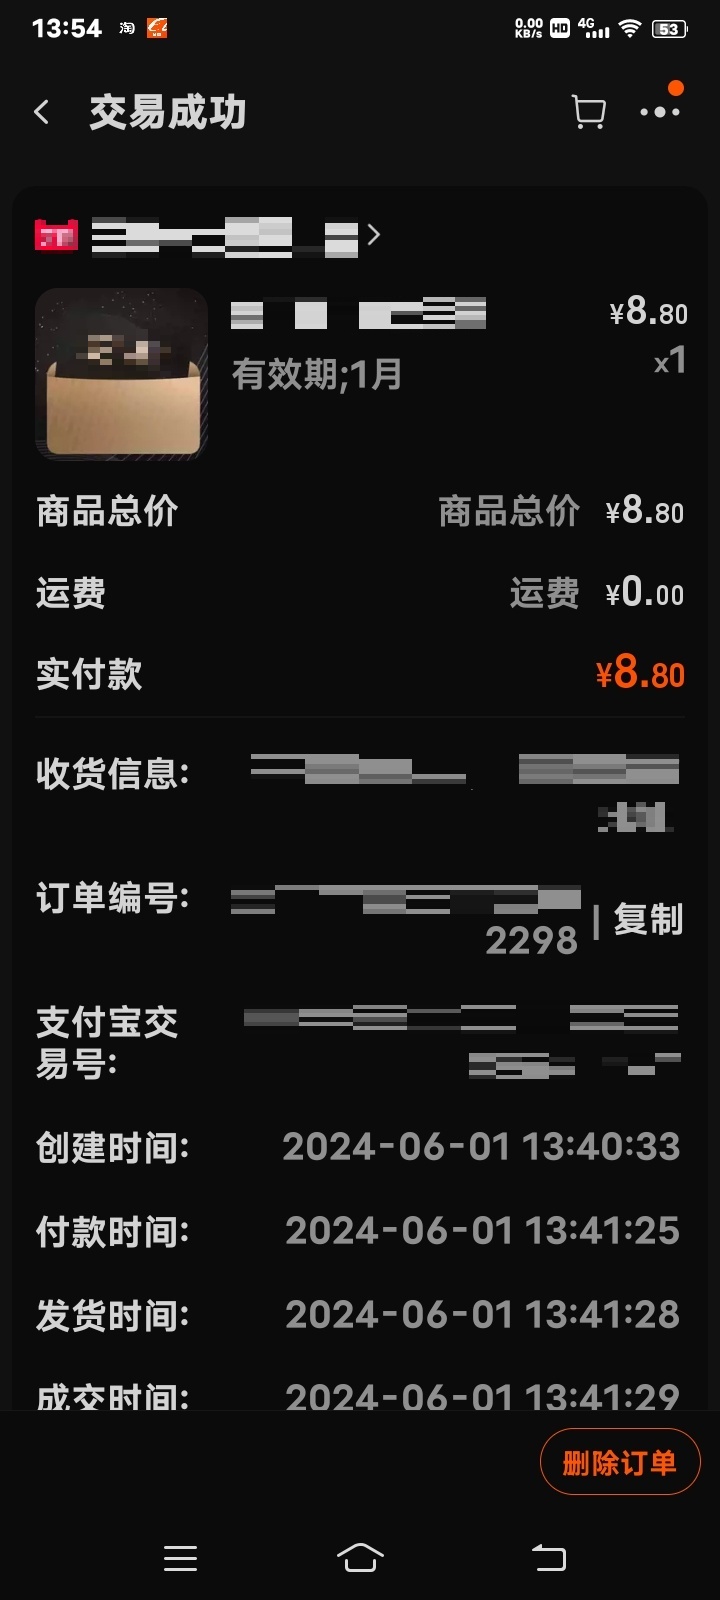 13:54 淘 0.00 KB/s HD 4G 53
交易成功
¥8.80
有效期;1月 x1
商品总价 商品总价 ¥8.80
运费 运费 ¥0.00
实付款 ¥8.80
收货信息:
订单编号:
2298 | 复制
支付宝交
易号:
创建时间: 2024-06-01 13:40:33
付款时间: 2024-06-01 13:41:25
发货时间: 2024-06-01 13:41:28
成交时间: 2024-06-01 13:41:29
删除订单